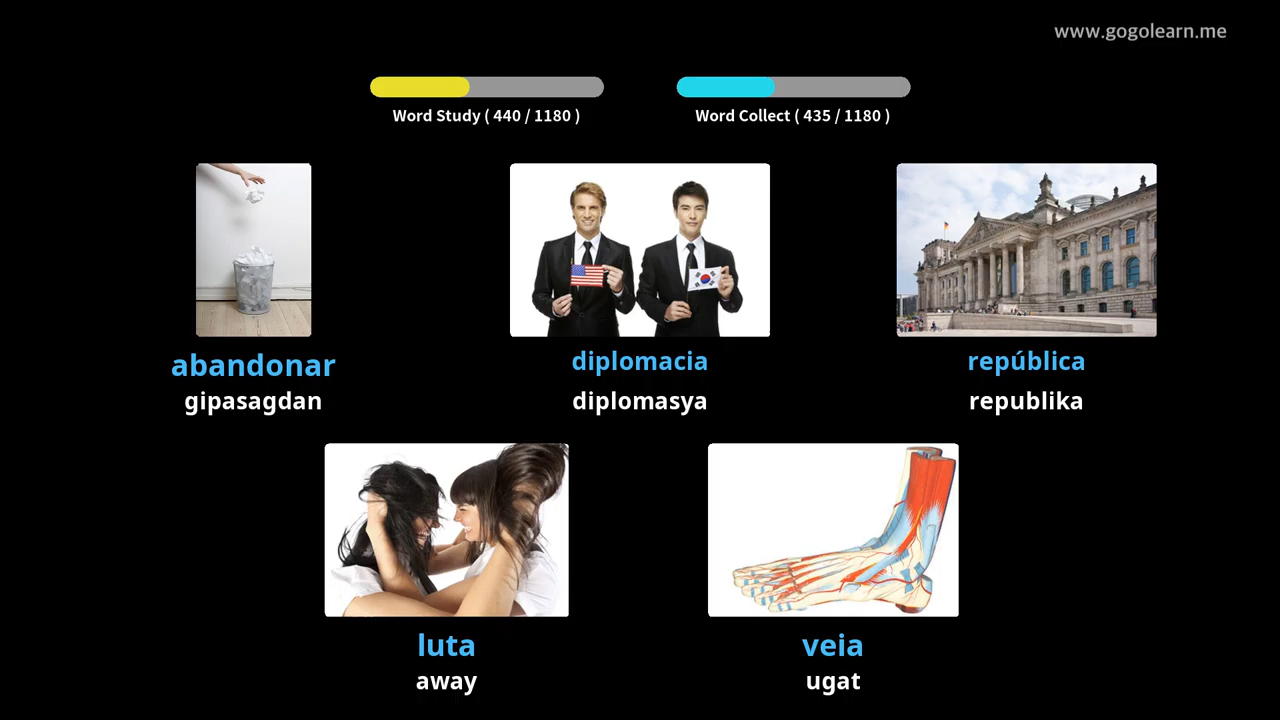 www.gogolearn.me
Word Study ( 440 / 1180 )
Word Collect ( 435 / 1180 )
abandonar
gipasagdan
diplomacia
diplomasya
república
republika
luta
away
veia
ugat